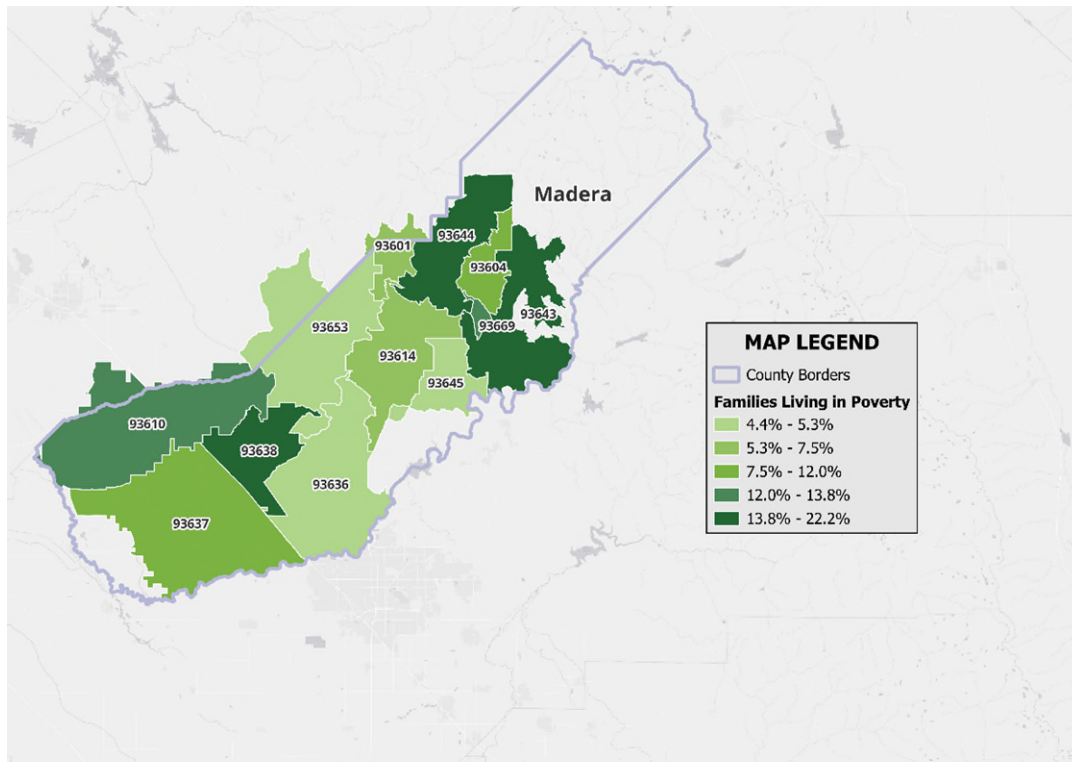 Madera
93644
93601
93604
93643
93669
93653
93614
93645
93610
93638
93636
93637
MAP LEGEND
County Borders
Families Living in Poverty
4.4% - 5.3%
5.3% - 7.5%
7.5% - 12.0%
12.0% - 13.8%
13.8% - 22.2%